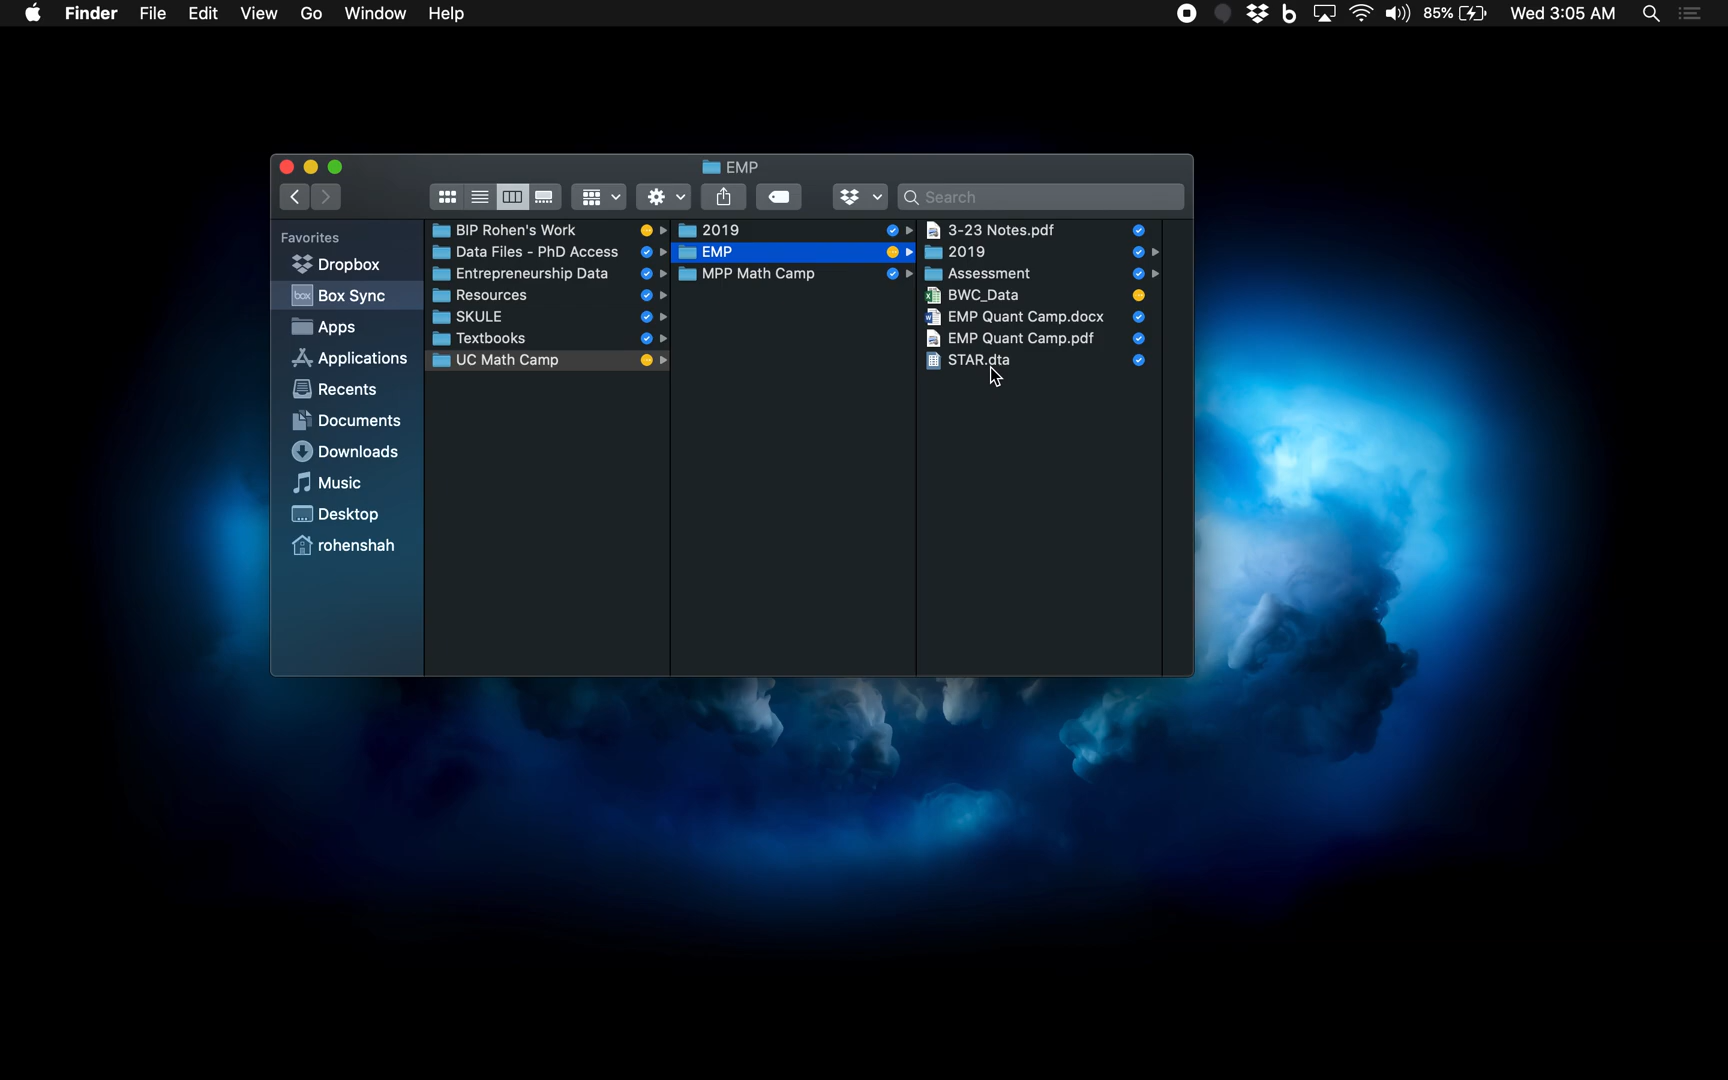 Finder File Edit View Go Window Help 85% Wed 3:05 AM
EMP
Search
Favorites
Dropbox
box Box Sync
Apps
Applications
Recents
Documents
Downloads
Music
Desktop
rohenshah
BIP Rohen's Work
Data Files - PhD Access
Entrepreneurship Data
Resources
SKULE
Textbooks
UC Math Camp
2019
EMP
MPP Math Camp
3-23 Notes.pdf
2019
Assessment
BWC_Data
EMP Quant Camp.docx
EMP Quant Camp.pdf
STAR.dta